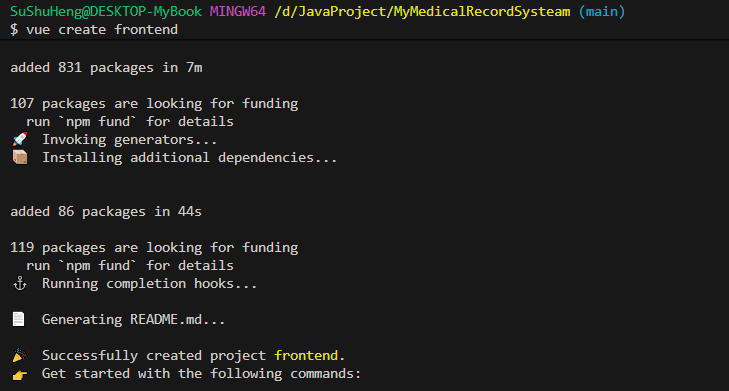 SuShuHeng@DESKTOP-MyBook MINGW64 /d/JavaProject/MyMedicalRecordSysteam (main)
$ vue create frontend
added 831 packages in 7m
107 packages are looking for funding
run `npm fund` for details
🚀 Invoking generators...
📦 Installing additional dependencies...
added 86 packages in 44s
119 packages are looking for funding
run `npm fund` for details
⚓ Running completion hooks...
📄 Generating README.md...
🎉 Successfully created project frontend.
👉 Get started with the following commands: